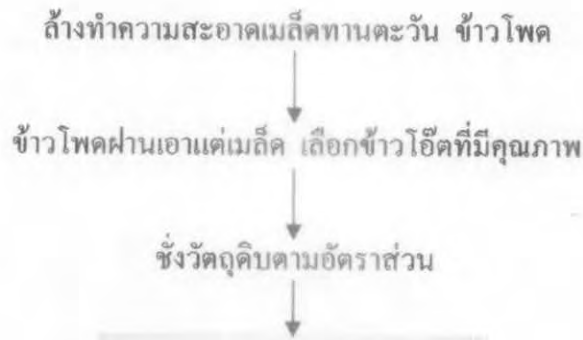 ล้างทำความสะอาดเมล็ดทานตะวัน ข้าวโพด
ข้าวโพดฝานเอาแต่เมล็ด เลือกข้าวโอ๊ตที่มีคุณภาพ
ชั่งวัตถุดิบตามอัตราส่วน